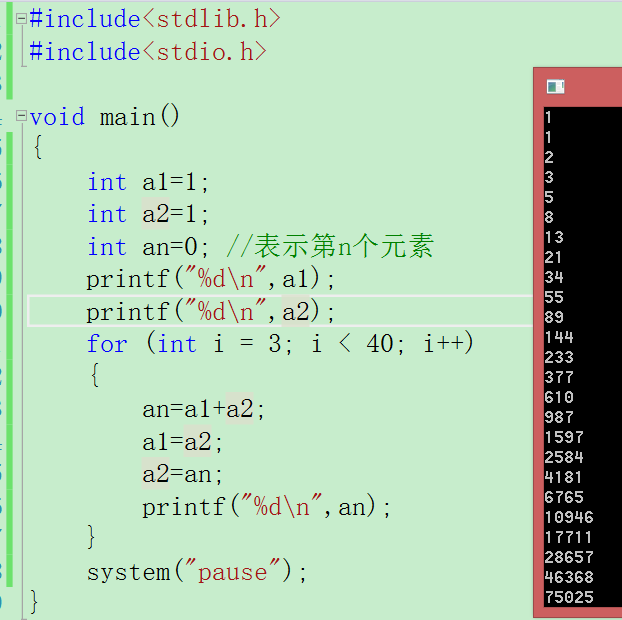 #include<stdlib.h>
#include<stdio.h>
void main()
{
int a1=1;
int a2=1;
int an=0; //表示第n个元素
printf("%d\n",a1);
printf("%d\n",a2);
for (int i = 3; i < 40; i++)
{
an=a1+a2;
a1=a2;
a2=an;
printf("%d\n",an);
}
system("pause");
}
1
1
2
3
5
8
13
21
34
55
89
144
233
377
610
987
1597
2584
4181
6765
10946
17711
28657
46368
75025